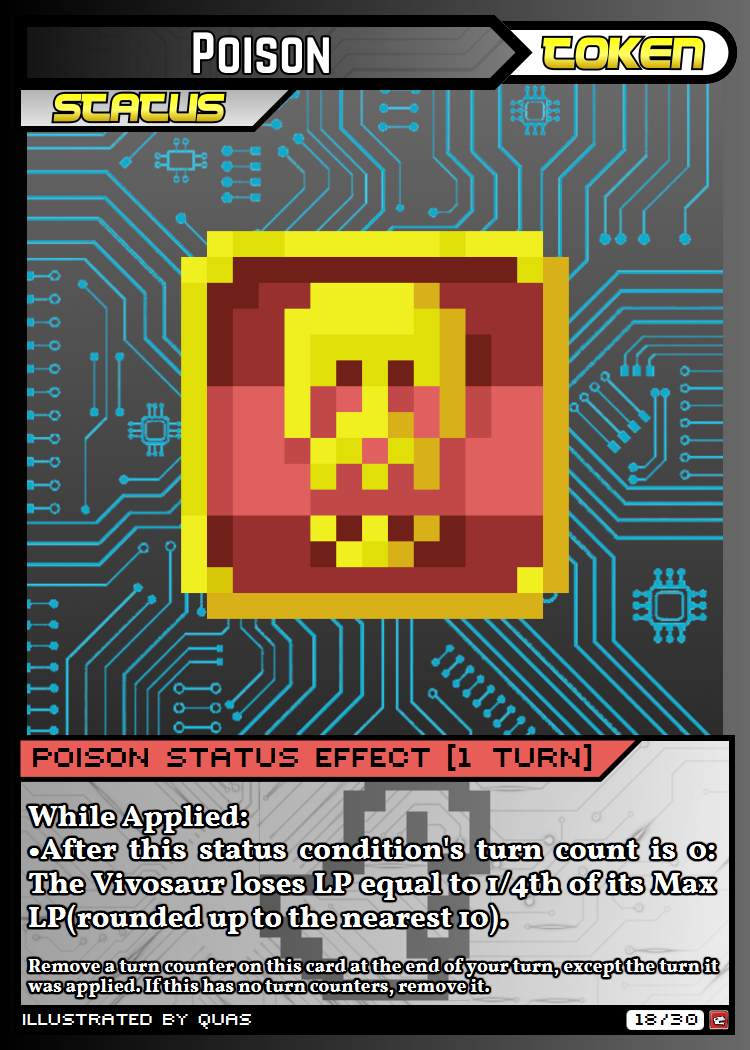 Poison
TOKEN
STATUS
POISON STATUS EFFECT [1 TURN]
While Applied:
•After this status condition's turn count is 0:
The Vivosaur loses LP equal to 1/4th of its Max
LP(rounded up to the nearest 10).
Remove a turn counter on this card at the end of your turn, except the turn it
was applied. If this has no turn counters, remove it.
ILLUSTRATED BY QUAS
18/30